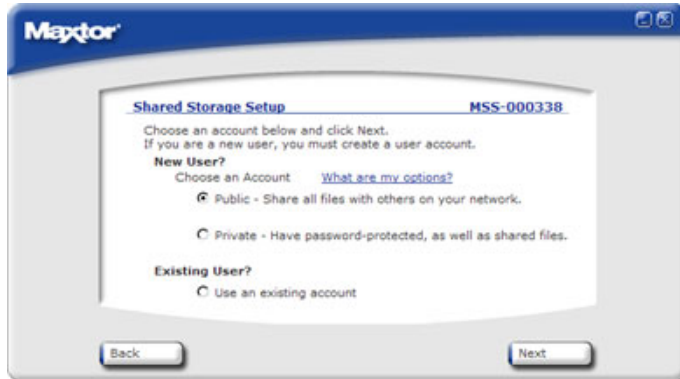 Maxtor
Shared Storage Setup MSS-000338
Choose an account below and click Next.
If you are a new user, you must create a user account.
New User?
Choose an Account What are my options?
Public - Share all files with others on your network.
Private - Have password-protected, as well as shared files.
Existing User?
Use an existing account
Back Next